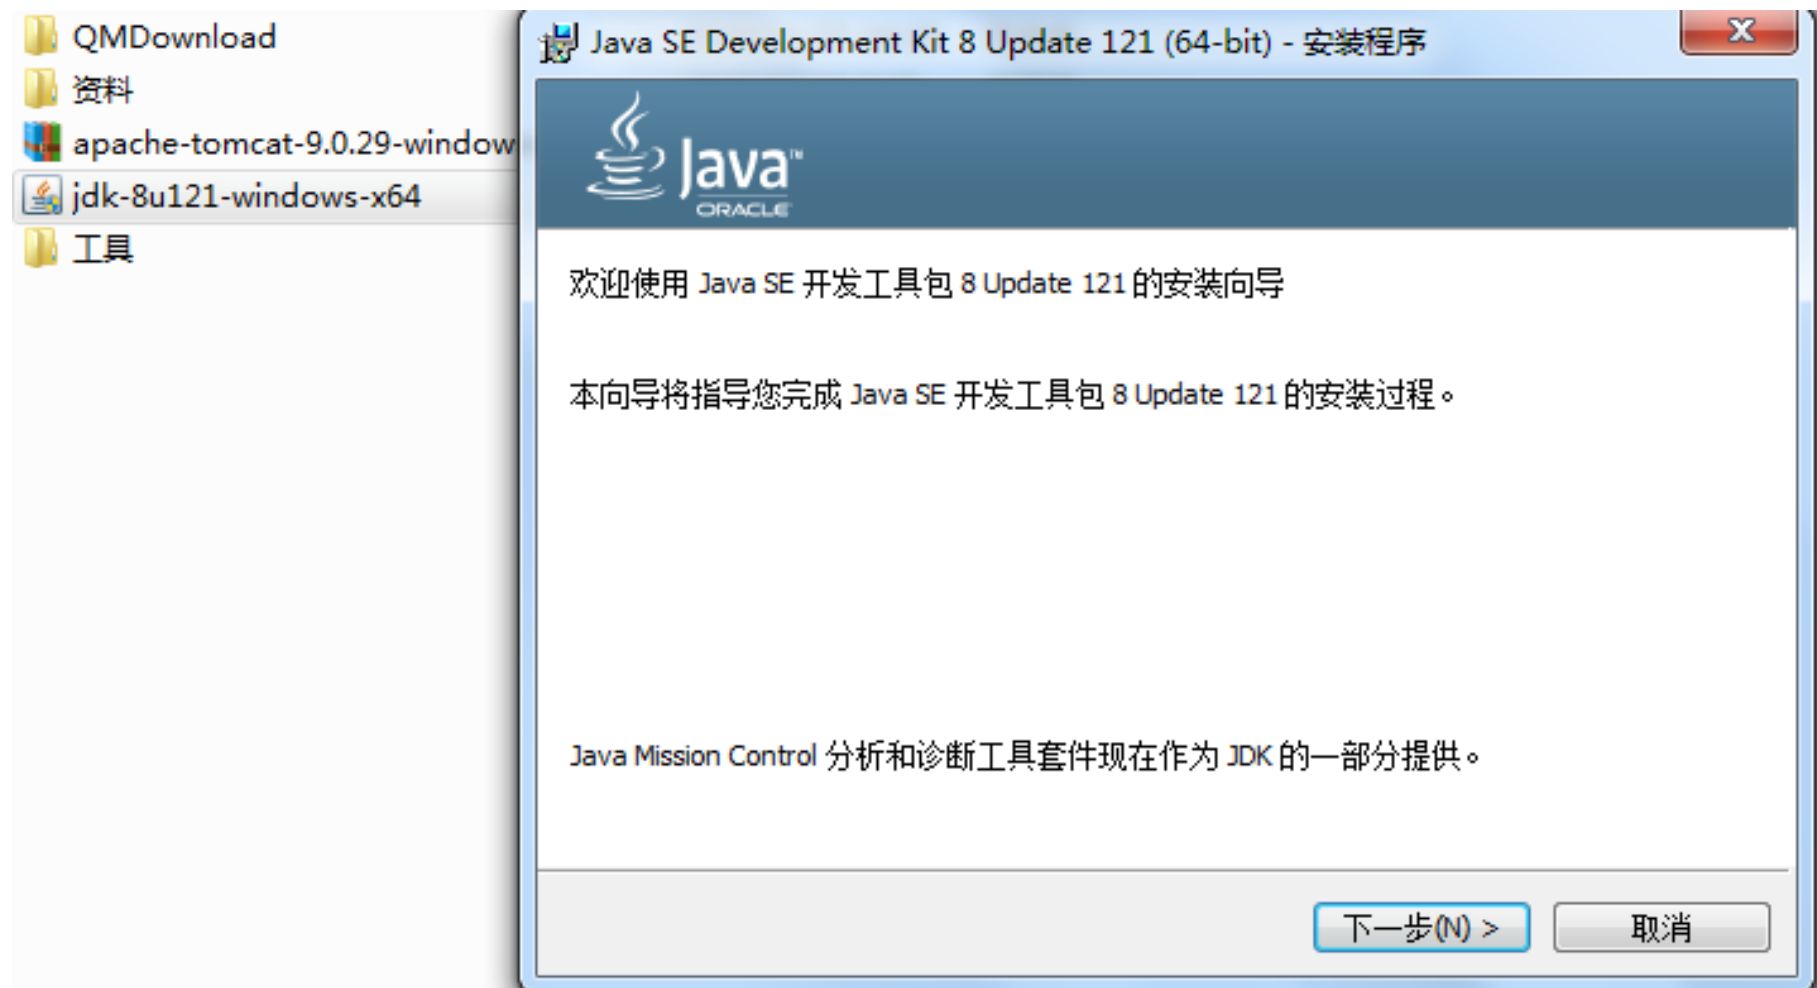 QMDownload
资料
apache-tomcat-9.0.29-window
jdk-8u121-windows-x64
工具
Java SE Development Kit 8 Update 121 (64-bit) - 安装程序
Java™
ORACLE
欢迎使用 Java SE 开发工具包 8 Update 121 的安装向导
本向导将指导您完成 Java SE 开发工具包 8 Update 121 的安装过程。
Java Mission Control 分析和诊断工具套件现在作为 JDK 的一部分提供。
下一步(N) >
取消